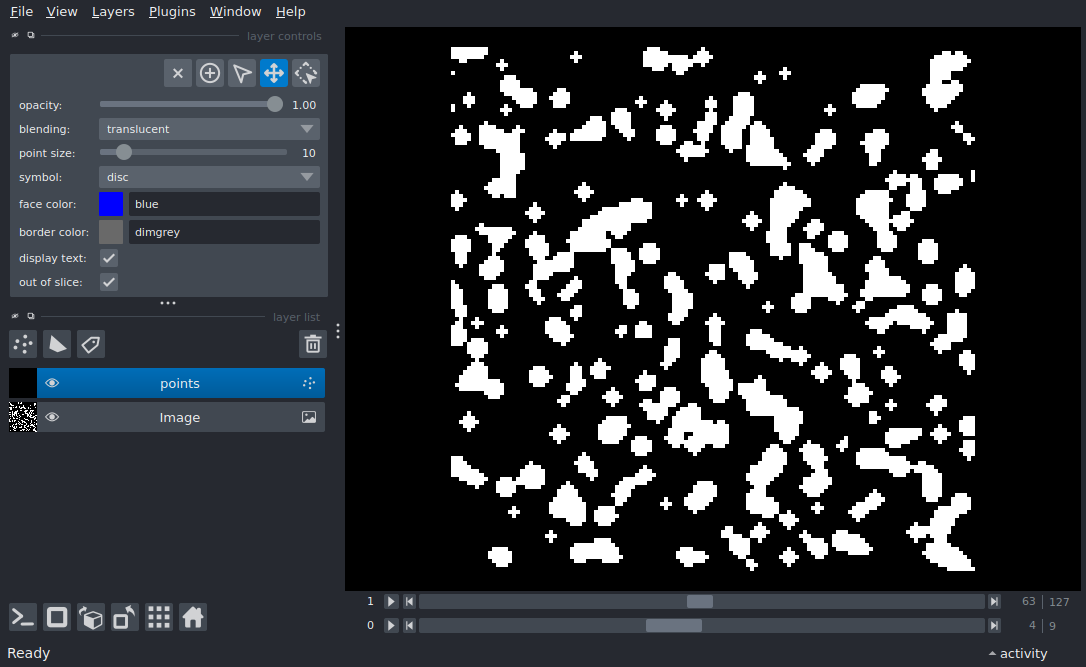 File View Layers Plugins Window Help
layer controls
opacity: 1.00
blending: translucent
point size: 10
symbol: disc
face color: blue
border color: dimgrey
display text:
out of slice:
layer list
points
Image
1 63 127
0 4 9
Ready
activity